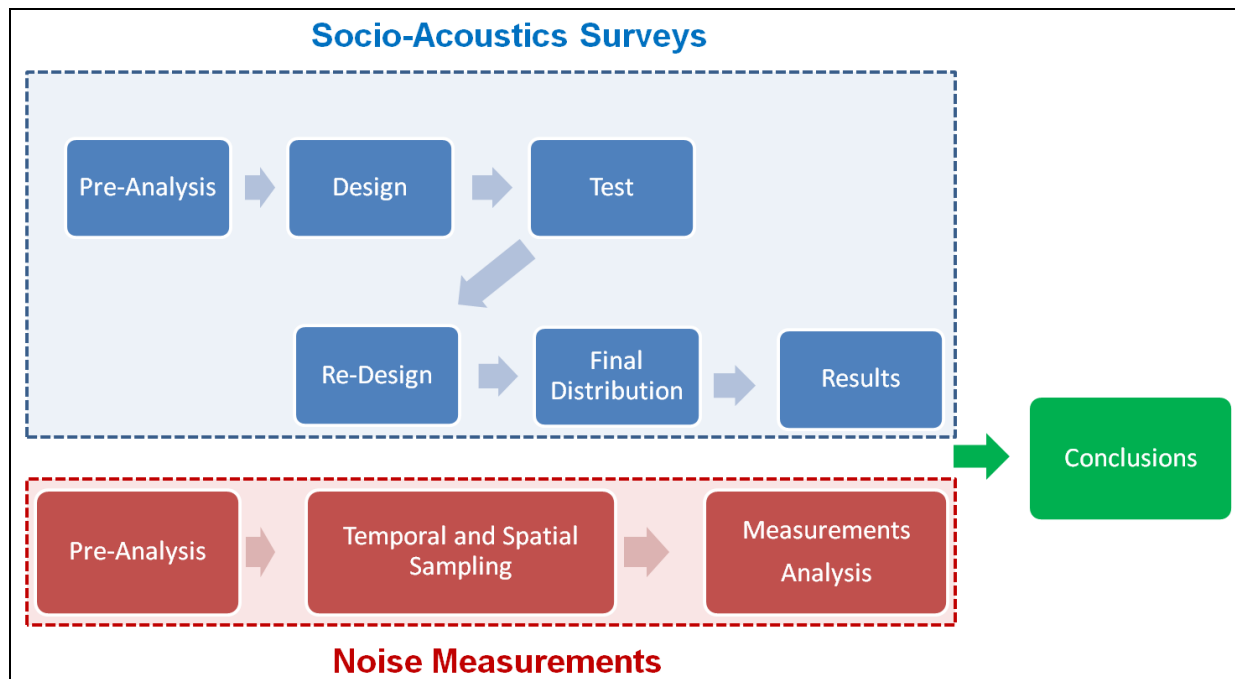 Socio-Acoustics Surveys
Pre-Analysis
Design
Test
Re-Design
Final
Distribution
Results
Conclusions
Pre-Analysis
Temporal and Spatial
Sampling
Measurements
Analysis
Noise Measurements